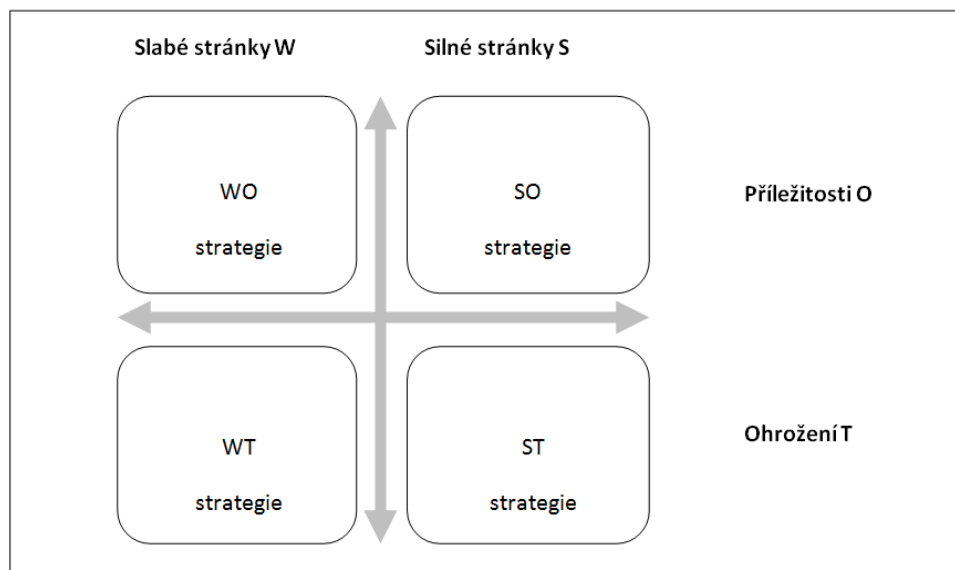 Slabé stránky W
Silné stránky S
WO
strategie
SO
strategie
Příležitosti O
WT
strategie
ST
strategie
Ohrožení T